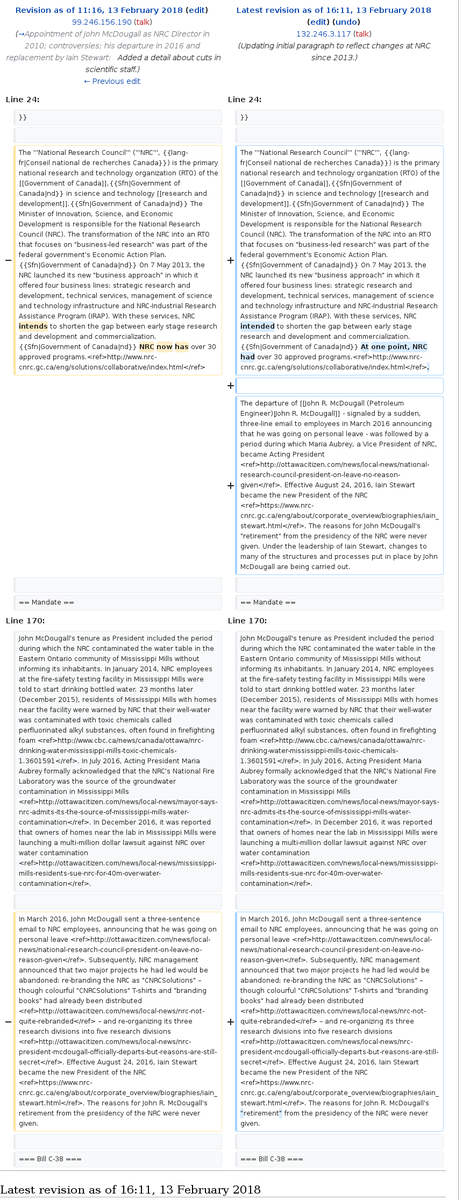 Revision as of 11:16, 13 February 2018 (edit)
99.246.156.190 (talk)
(→Appointment of John McDougall as NRC Director in
2010; controversies; his departure in 2016 and
replacement by Iain Stewart: Added a detail about cuts in
scientific staff.)
← Previous edit
Latest revision as of 16:11, 13 February 2018
(edit) (undo)
132.246.3.117 (talk)
(Updating initial paragraph to reflect changes at NRC
since 2013.)
Line 24:
Line 24:
}}
}}
−
The '''National Research Council''' ('''NRC''', {{lang-
fr|Conseil national de recherches Canada}}) is the primary
national research and technology organization (RTO) of the
[[Government of Canada]],{{Sfn|Government of
Canada|nd}} in science and technology [[research and
development]].{{Sfn|Government of Canada|nd}} The
Minister of Innovation, Science, and Economic
Development is responsible for the National Research
Council (NRC). The transformation of the NRC into an RTO
that focuses on "business-led research" was part of the
federal government's Economic Action Plan.
{{Sfn|Government of Canada|nd}} On 7 May 2013, the
NRC launched its new "business approach" in which it
offered four business lines: strategic research and
development, technical services, management of science
and technology infrastructure and NRC-Industrial Research
Assistance Program (IRAP). With these services, NRC
intends to shorten the gap between early stage research
and development and commercialization.
{{Sfn|Government of Canada|nd}} NRC now has over 30
approved programs.<ref>http://www.nrc-
cnrc.gc.ca/eng/solutions/collaborative/index.html</ref>
+
The '''National Research Council''' ('''NRC''', {{lang-
fr|Conseil national de recherches Canada}}) is the primary
national research and technology organization (RTO) of the
[[Government of Canada]],{{Sfn|Government of
Canada|nd}} in science and technology [[research and
development]].{{Sfn|Government of Canada|nd}} The
Minister of Innovation, Science, and Economic
Development is responsible for the National Research
Council (NRC). The transformation of the NRC into an RTO
that focuses on "business-led research" was part of the
federal government's Economic Action Plan.
{{Sfn|Government of Canada|nd}} On 7 May 2013, the
NRC launched its new "business approach" in which it
offered four business lines: strategic research and
development, technical services, management of science
and technology infrastructure and NRC-Industrial Research
Assistance Program (IRAP). With these services, NRC
intended to shorten the gap between early stage
research and development and commercialization.
{{Sfn|Government of Canada|nd}} At one point, NRC
had over 30 approved programs.<ref>http://www.nrc-
cnrc.gc.ca/eng/solutions/collaborative/index.html</ref>.
+
+
The departure of [[John R. McDougall (Petroleum
Engineer)|John R. McDougall]] - signaled by a sudden,
three-line email to employees in March 2016 announcing
that he was going on personal leave - was followed by a
period during which Maria Aubrey, a Vice President of NRC,
became Acting President
<ref>http://ottawacitizen.com/news/local-news/national-
research-council-president-on-leave-no-reason-
given</ref>. Effective August 24, 2016, Iain Stewart
became the new President of the NRC
<ref>https://www.nrc-
cnrc.gc.ca/eng/about/corporate_overview/biographies/iain_
stewart.html</ref>. The reasons for John McDougall's
"retirement" from the presidency of the NRC were never
given. Under the leadership of Iain Stewart, changes to
many of the structures and processes put in place by John
McDougall are being carried out.
== Mandate ==
== Mandate ==
Line 170:
Line 170:
John McDougall's tenure as President included the period
during which the NRC contaminated the water table in the
Eastern Ontario community of Mississippi Mills without
informing its inhabitants. In January 2014, NRC employees
at the fire-safety testing facility in Mississippi Mills were
told to start drinking bottled water. 23 months later
(December 2015), residents of Mississippi Mills with homes
near the facility were warned by NRC that their well-water
was contaminated with toxic chemicals called
perfluorinated alkyl substances, often found in firefighting
foam <ref>http://www.cbc.ca/news/canada/ottawa/nrc-
drinking-water-mississippi-mills-toxic-chemicals-
1.3601591</ref>. In July 2016, Acting President Maria
Aubrey formally acknowledged that the NRC's National Fire
Laboratory was the source of the groundwater
contamination in Mississippi Mills
<ref>http://ottawacitizen.com/news/local-news/mayor-says-
nrc-admits-its-the-source-of-mississippi-mills-water-
contamination</ref>. In December 2016, it was reported
that owners of homes near the lab in Mississippi Mills were
launching a multi-million dollar lawsuit against NRC over
water contamination
<ref>http://ottawacitizen.com/news/local-news/mississippi-
mills-residents-sue-nrc-for-40m-over-water-
contamination</ref>.
John McDougall's tenure as President included the period
during which the NRC contaminated the water table in the
Eastern Ontario community of Mississippi Mills without
informing its inhabitants. In January 2014, NRC employees
at the fire-safety testing facility in Mississippi Mills were
told to start drinking bottled water. 23 months later
(December 2015), residents of Mississippi Mills with homes
near the facility were warned by NRC that their well-water
was contaminated with toxic chemicals called
perfluorinated alkyl substances, often found in firefighting
foam <ref>http://www.cbc.ca/news/canada/ottawa/nrc-
drinking-water-mississippi-mills-toxic-chemicals-
1.3601591</ref>. In July 2016, Acting President Maria
Aubrey formally acknowledged that the NRC's National Fire
Laboratory was the source of the groundwater
contamination in Mississippi Mills
<ref>http://ottawacitizen.com/news/local-news/mayor-says-
nrc-admits-its-the-source-of-mississippi-mills-water-
contamination</ref>. In December 2016, it was reported
that owners of homes near the lab in Mississippi Mills were
launching a multi-million dollar lawsuit against NRC over
water contamination
<ref>http://ottawacitizen.com/news/local-news/mississippi-
mills-residents-sue-nrc-for-40m-over-water-
contamination</ref>.
−
In March 2016, John McDougall sent a three-sentence
email to NRC employees, announcing that he was going on
personal leave <ref>http://ottawacitizen.com/news/local-
news/national-research-council-president-on-leave-no-
reason-given</ref>. Subsequently, NRC management
announced that two major projects he had led would be
abandoned: re-branding the NRC as "CNRCSolutions" –
though colourful "CNRCSolutions" T-shirts and "branding
books" had already been distributed
<ref>http://ottawacitizen.com/news/local-news/nrc-not-
quite-rebranded</ref> – and re-organizing its three
research divisions into five research divisions
<ref>http://ottawacitizen.com/news/local-news/nrc-
president-mcdougall-officially-departs-but-reasons-are-still-
secret</ref>. Effective August 24, 2016, Iain Stewart
became the new President of the NRC
<ref>https://www.nrc-
cnrc.gc.ca/eng/about/corporate_overview/biographies/iain_
stewart.html</ref>. The reasons for John R. McDougall's
retirement from the presidency of the NRC were never
given.
+
In March 2016, John McDougall sent a three-sentence
email to NRC employees, announcing that he was going on
personal leave <ref>http://ottawacitizen.com/news/local-
news/national-research-council-president-on-leave-no-
reason-given</ref>. Subsequently, NRC management
announced that two major projects he had led would be
abandoned: re-branding the NRC as "CNRCSolutions" –
though colourful "CNRCSolutions" T-shirts and "branding
books" had already been distributed
<ref>http://ottawacitizen.com/news/local-news/nrc-not-
quite-rebranded</ref> – and re-organizing its three
research divisions into five research divisions
<ref>http://ottawacitizen.com/news/local-news/nrc-
president-mcdougall-officially-departs-but-reasons-are-still-
secret</ref>. Effective August 24, 2016, Iain Stewart
became the new President of the NRC
<ref>https://www.nrc-
cnrc.gc.ca/eng/about/corporate_overview/biographies/iain_
stewart.html</ref>. The reasons for John R. McDougall's
"retirement" from the presidency of the NRC were never
given.
=== Bill C-38 ===
=== Bill C-38 ===
Latest revision as of 16:11, 13 February 2018